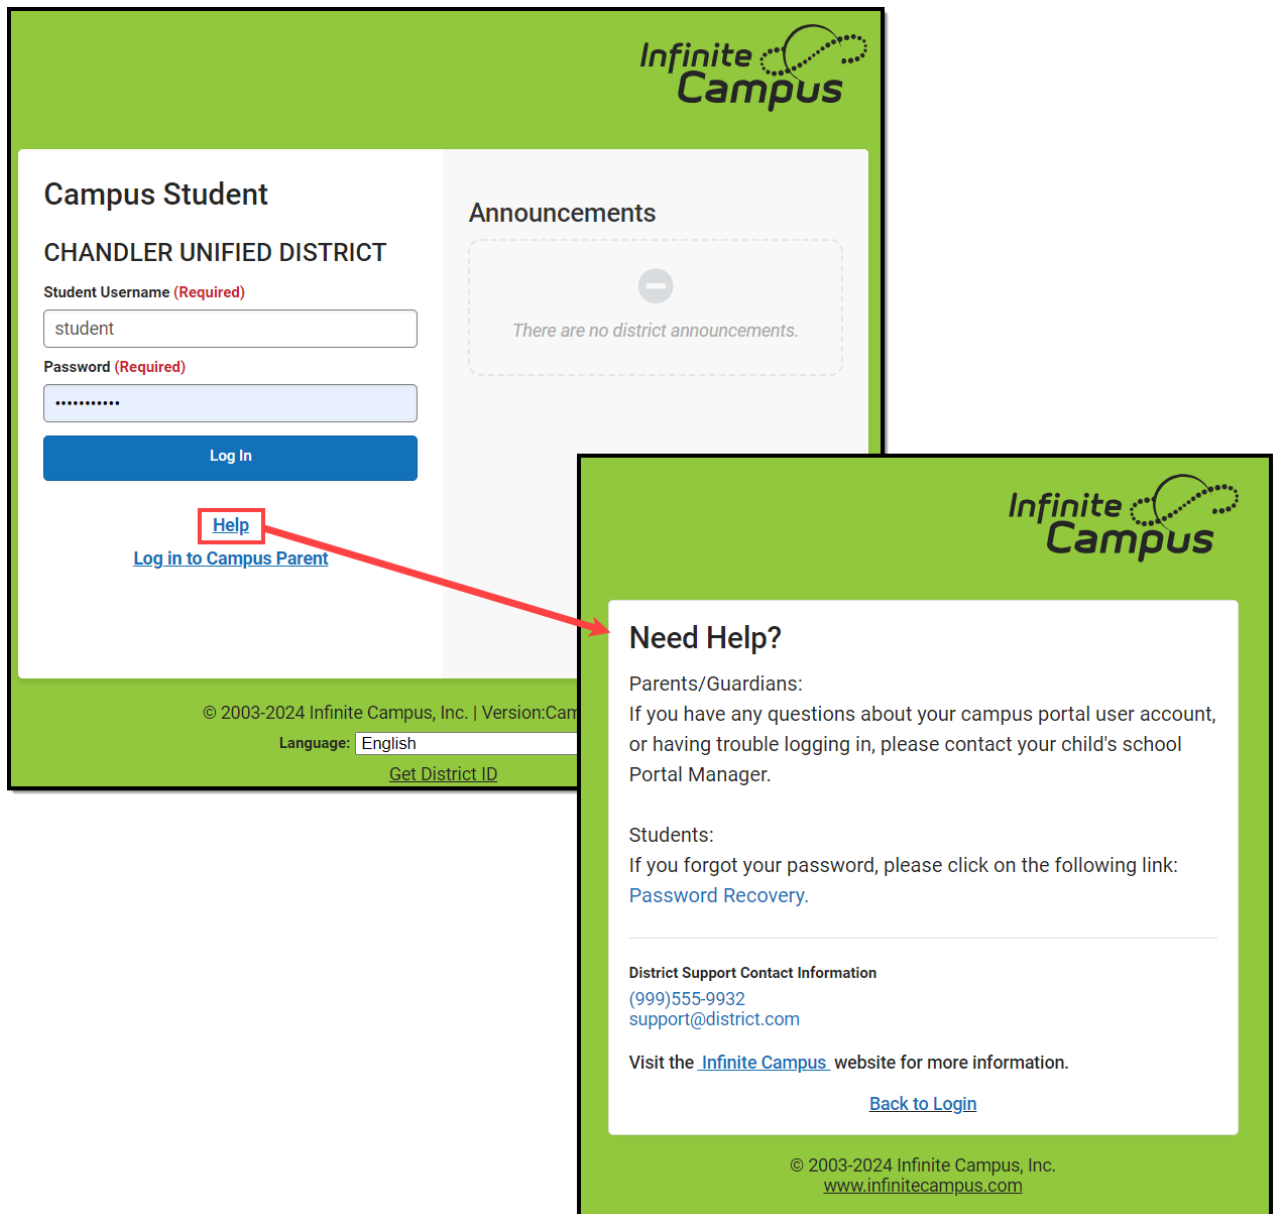 Infinite
Campus
Campus Student
CHANDLER UNIFIED DISTRICT
Student Username (Required)
student
Password (Required)
•••••••••••
Log In
Help
Log in to Campus Parent
Announcements
There are no district announcements.
© 2003-2024 Infinite Campus, Inc. | Version:Cam
Language: English
Get District ID
Infinite
Campus
Need Help?
Parents/Guardians:
If you have any questions about your campus portal user account,
or having trouble logging in, please contact your child's school
Portal Manager.
Students:
If you forgot your password, please click on the following link:
Password Recovery.
District Support Contact Information
(999)555-9932
support@district.com
Visit the Infinite Campus website for more information.
Back to Login
© 2003-2024 Infinite Campus, Inc.
www.infinitecampus.com